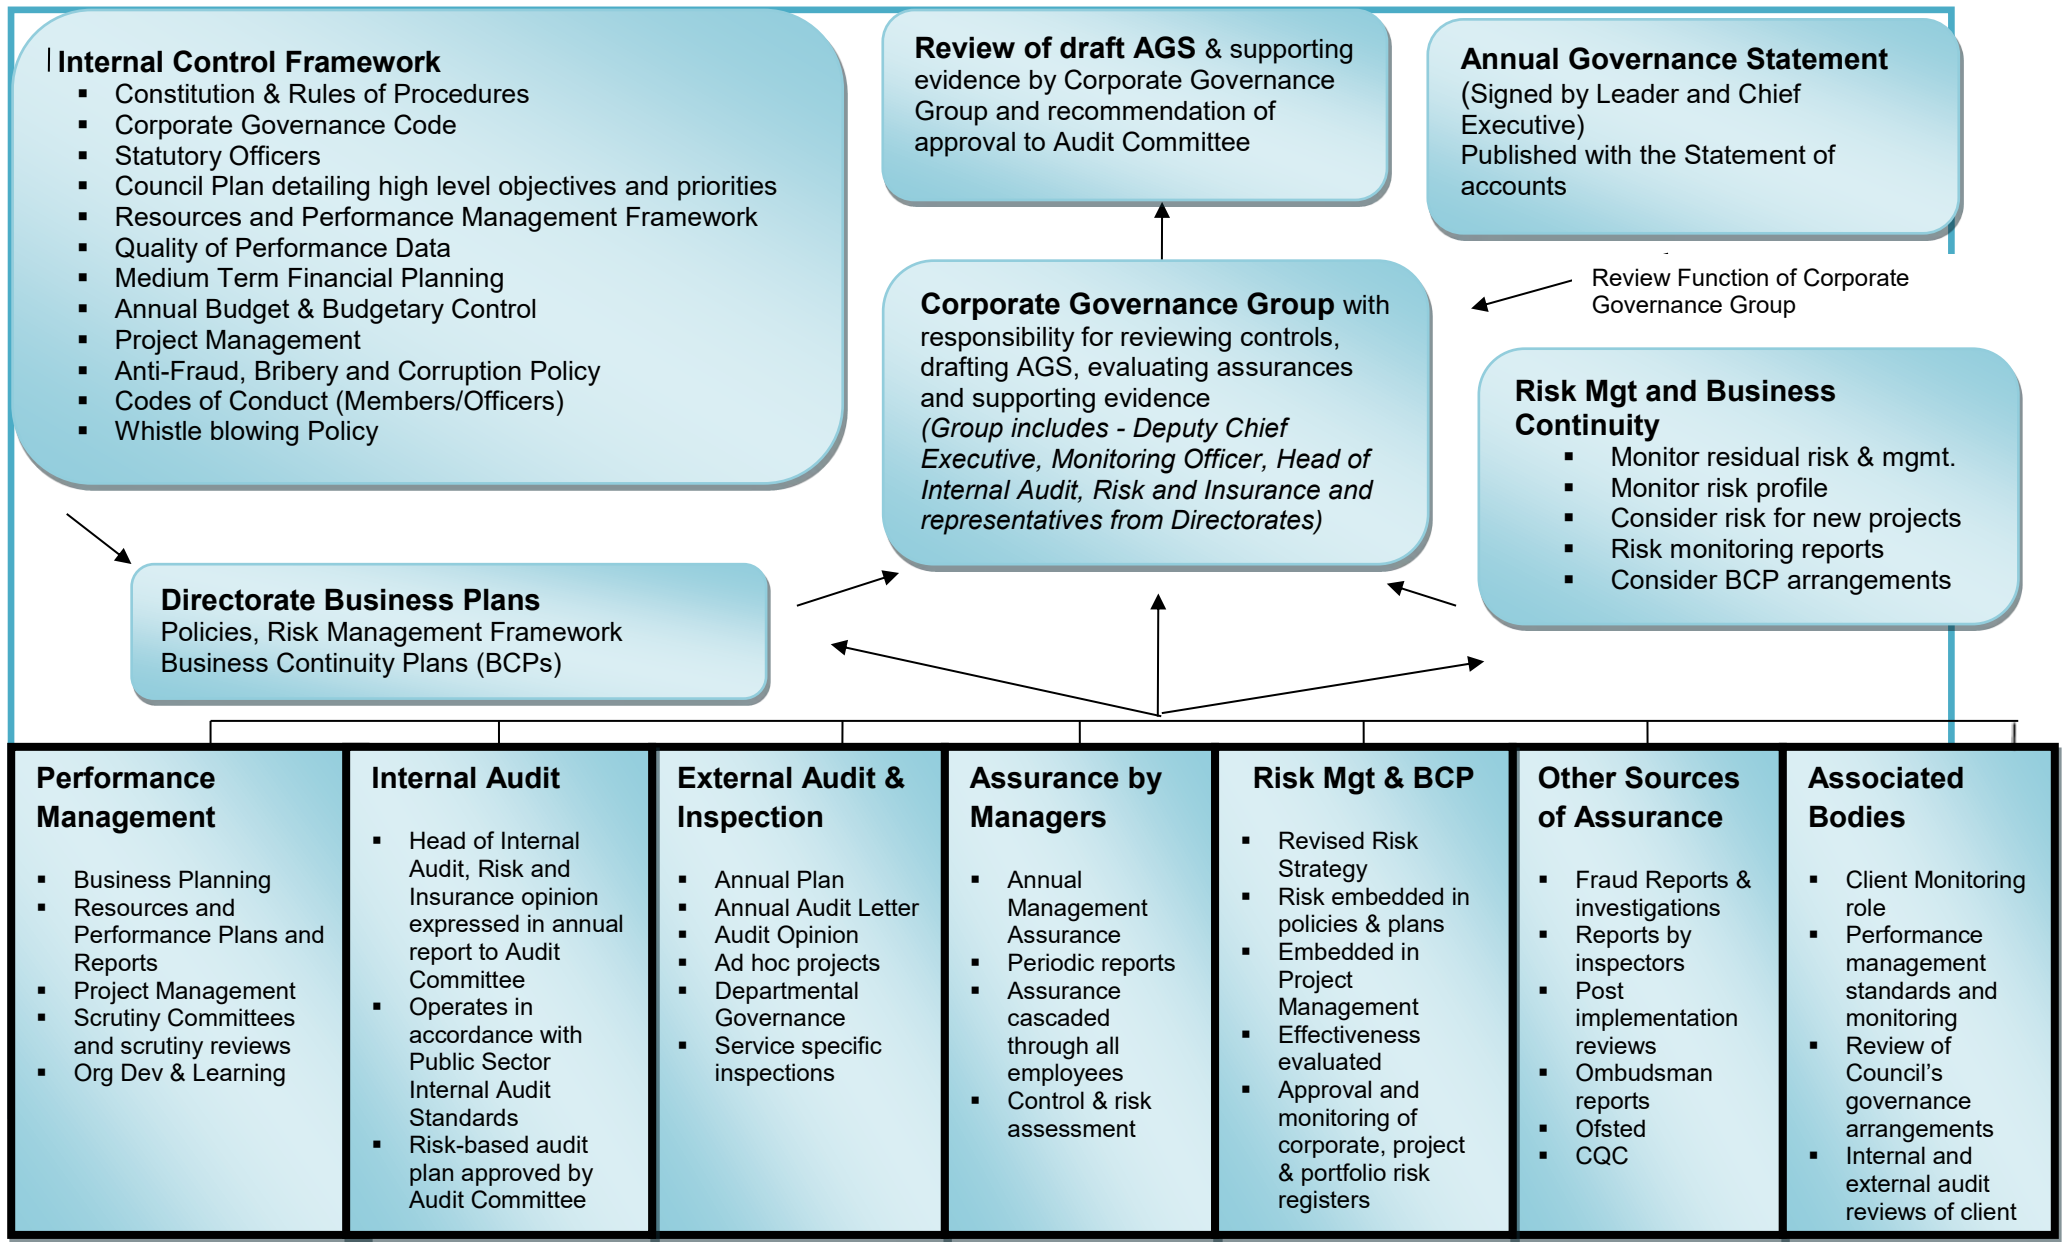 Internal Control Framework
▪ Constitution & Rules of Procedures
▪ Corporate Governance Code
▪ Statutory Officers
▪ Council Plan detailing high level objectives and priorities
▪ Resources and Performance Management Framework
▪ Quality of Performance Data
▪ Medium Term Financial Planning
▪ Annual Budget & Budgetary Control
▪ Project Management
▪ Anti-Fraud, Bribery and Corruption Policy
▪ Codes of Conduct (Members/Officers)
▪ Whistle blowing Policy
Review of draft AGS & supporting
evidence by Corporate Governance
Group and recommendation of
approval to Audit Committee
Annual Governance Statement
(Signed by Leader and Chief
Executive)
Published with the Statement of
accounts
Review Function of Corporate
Governance Group
Corporate Governance Group with
responsibility for reviewing controls,
drafting AGS, evaluating assurances
and supporting evidence
(Group includes - Deputy Chief
Executive, Monitoring Officer, Head of
Internal Audit, Risk and Insurance and
representatives from Directorates)
Risk Mgt and Business
Continuity
▪ Monitor residual risk & mgmt.
▪ Monitor risk profile
▪ Consider risk for new projects
▪ Risk monitoring reports
▪ Consider BCP arrangements
Directorate Business Plans
Policies, Risk Management Framework
Business Continuity Plans (BCPs)
Performance
Management
▪ Business Planning
▪ Resources and
Performance Plans and
Reports
▪ Project Management
▪ Scrutiny Committees
and scrutiny reviews
▪ Org Dev & Learning
Internal Audit
▪ Head of Internal
Audit, Risk and
Insurance opinion
expressed in annual
report to Audit
Committee
▪ Operates in
accordance with
Public Sector
Internal Audit
Standards
▪ Risk-based audit
plan approved by
Audit Committee
External Audit &
Inspection
▪ Annual Plan
▪ Annual Audit Letter
▪ Audit Opinion
▪ Ad hoc projects
▪ Departmental
Governance
▪ Service specific
inspections
Assurance by
Managers
▪ Annual
Management
Assurance
▪ Periodic reports
▪ Assurance
cascaded
through all
employees
▪ Control & risk
assessment
Risk Mgt & BCP
▪ Revised Risk
Strategy
▪ Risk embedded in
policies & plans
▪ Embedded in
Project
Management
▪ Effectiveness
evaluated
▪ Approval and
monitoring of
corporate, project
& portfolio risk
registers
Other Sources
of Assurance
▪ Fraud Reports &
investigations
▪ Reports by
inspectors
▪ Post
implementation
reviews
▪ Ombudsman
reports
▪ Ofsted
▪ CQC
Associated
Bodies
▪ Client Monitoring
role
▪ Performance
management
standards and
monitoring
▪ Review of
Council’s
governance
arrangements
▪ Internal and
external audit
reviews of client